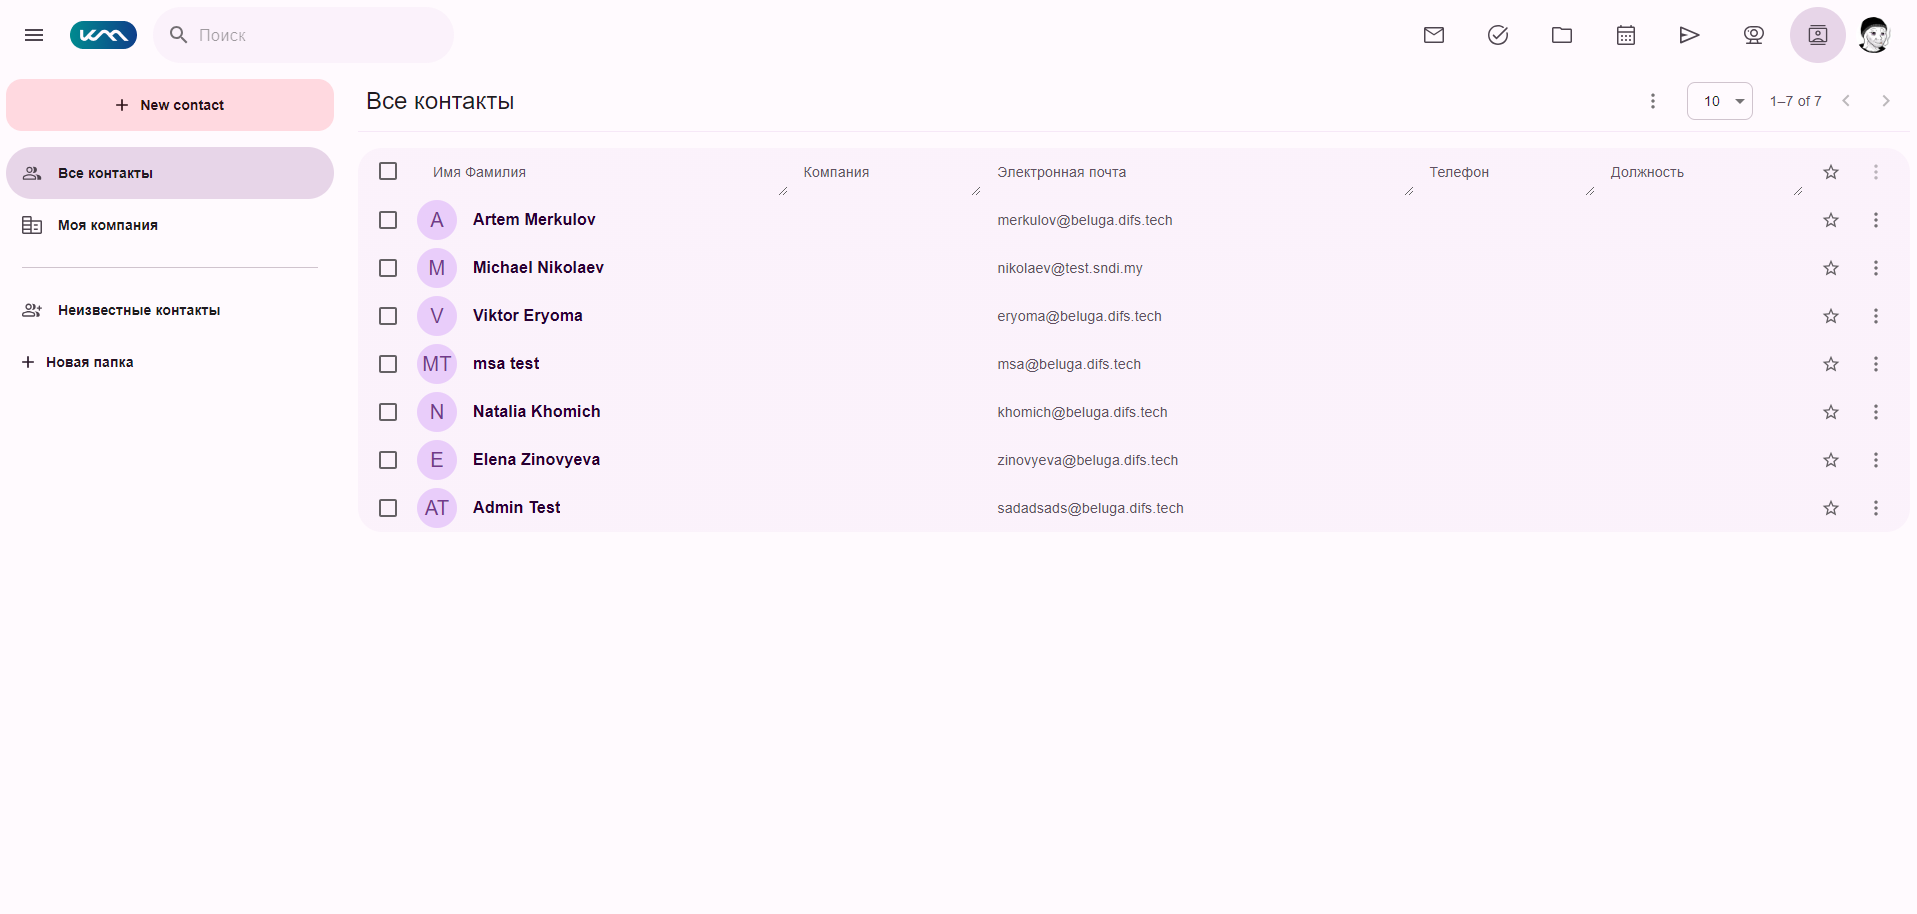 Поиск
New contact
Все контакты
Моя компания
Неизвестные контакты
Новая папка
Все контакты
10
1–7 of 7
Имя Фамилия Компания Электронная почта Телефон Должность
A Artem Merkulov merkulov@beluga.difs.tech
M Michael Nikolaev nikolaev@test.sndi.my
V Viktor Eryoma eryoma@beluga.difs.tech
MT msa test msa@beluga.difs.tech
N Natalia Khomich khomich@beluga.difs.tech
E Elena Zinovyeva zinovyeva@beluga.difs.tech
AT Admin Test sadadsads@beluga.difs.tech